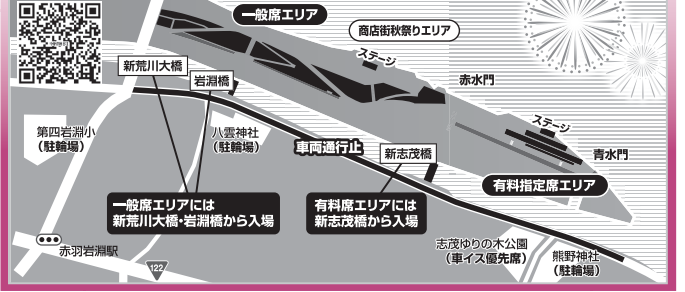 一般席エリア
商店街秋祭りエリア
ステージ
新荒川大橋
岩淵橋
赤水門
第四岩淵小
（駐輪場）
八雲神社
（駐輪場）
車両通行止
新志茂橋
ステージ
青水門
有料指定席エリア
一般席エリアには
新荒川大橋・岩淵橋から入場
有料席エリアには
新志茂橋から入場
赤羽岩淵駅
122
志茂ゆりの木公園
（車イス優先席）
熊野神社
（駐輪場）